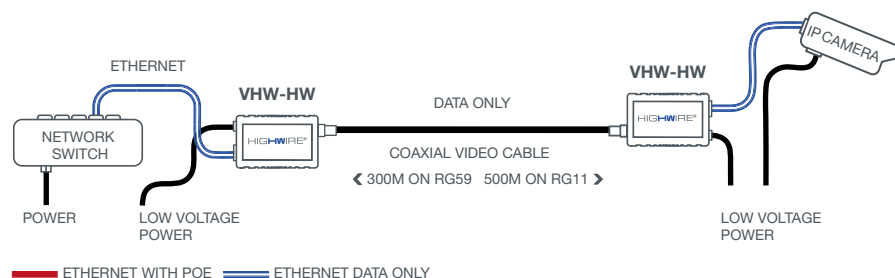 IP CAMERA
ETHERNET
VHW-HW
VHW-HW
DATA ONLY
HIGHWIRE®
HIGHWIRE®
NETWORK
SWITCH
COAXIAL VIDEO CABLE
300M ON RG59 500M ON RG11
POWER
LOW VOLTAGE
POWER
LOW VOLTAGE
POWER
ETHERNET WITH POE
ETHERNET DATA ONLY